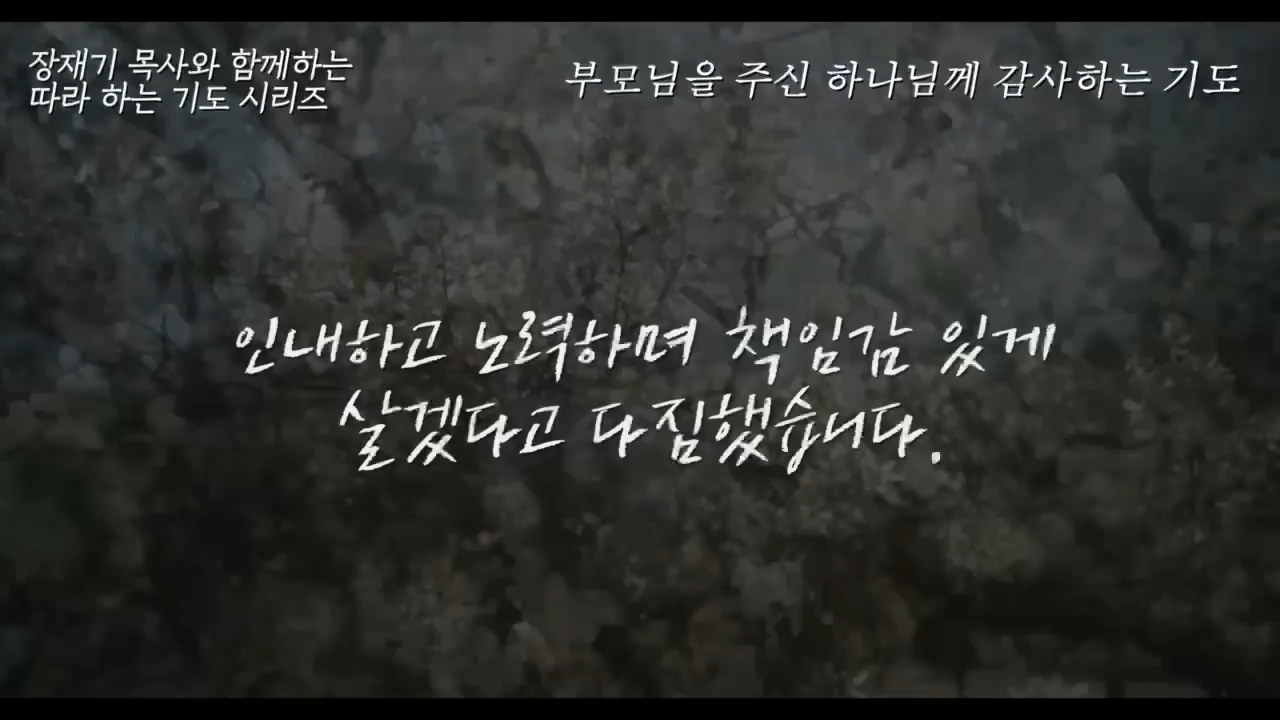 장재기 목사와 함께하는
따라 하는 기도 시리즈
부모님을 주신 하나님께 감사하는 기도
인내하고 노력하며 책임감 있게
살겠다고 다짐했습니다.